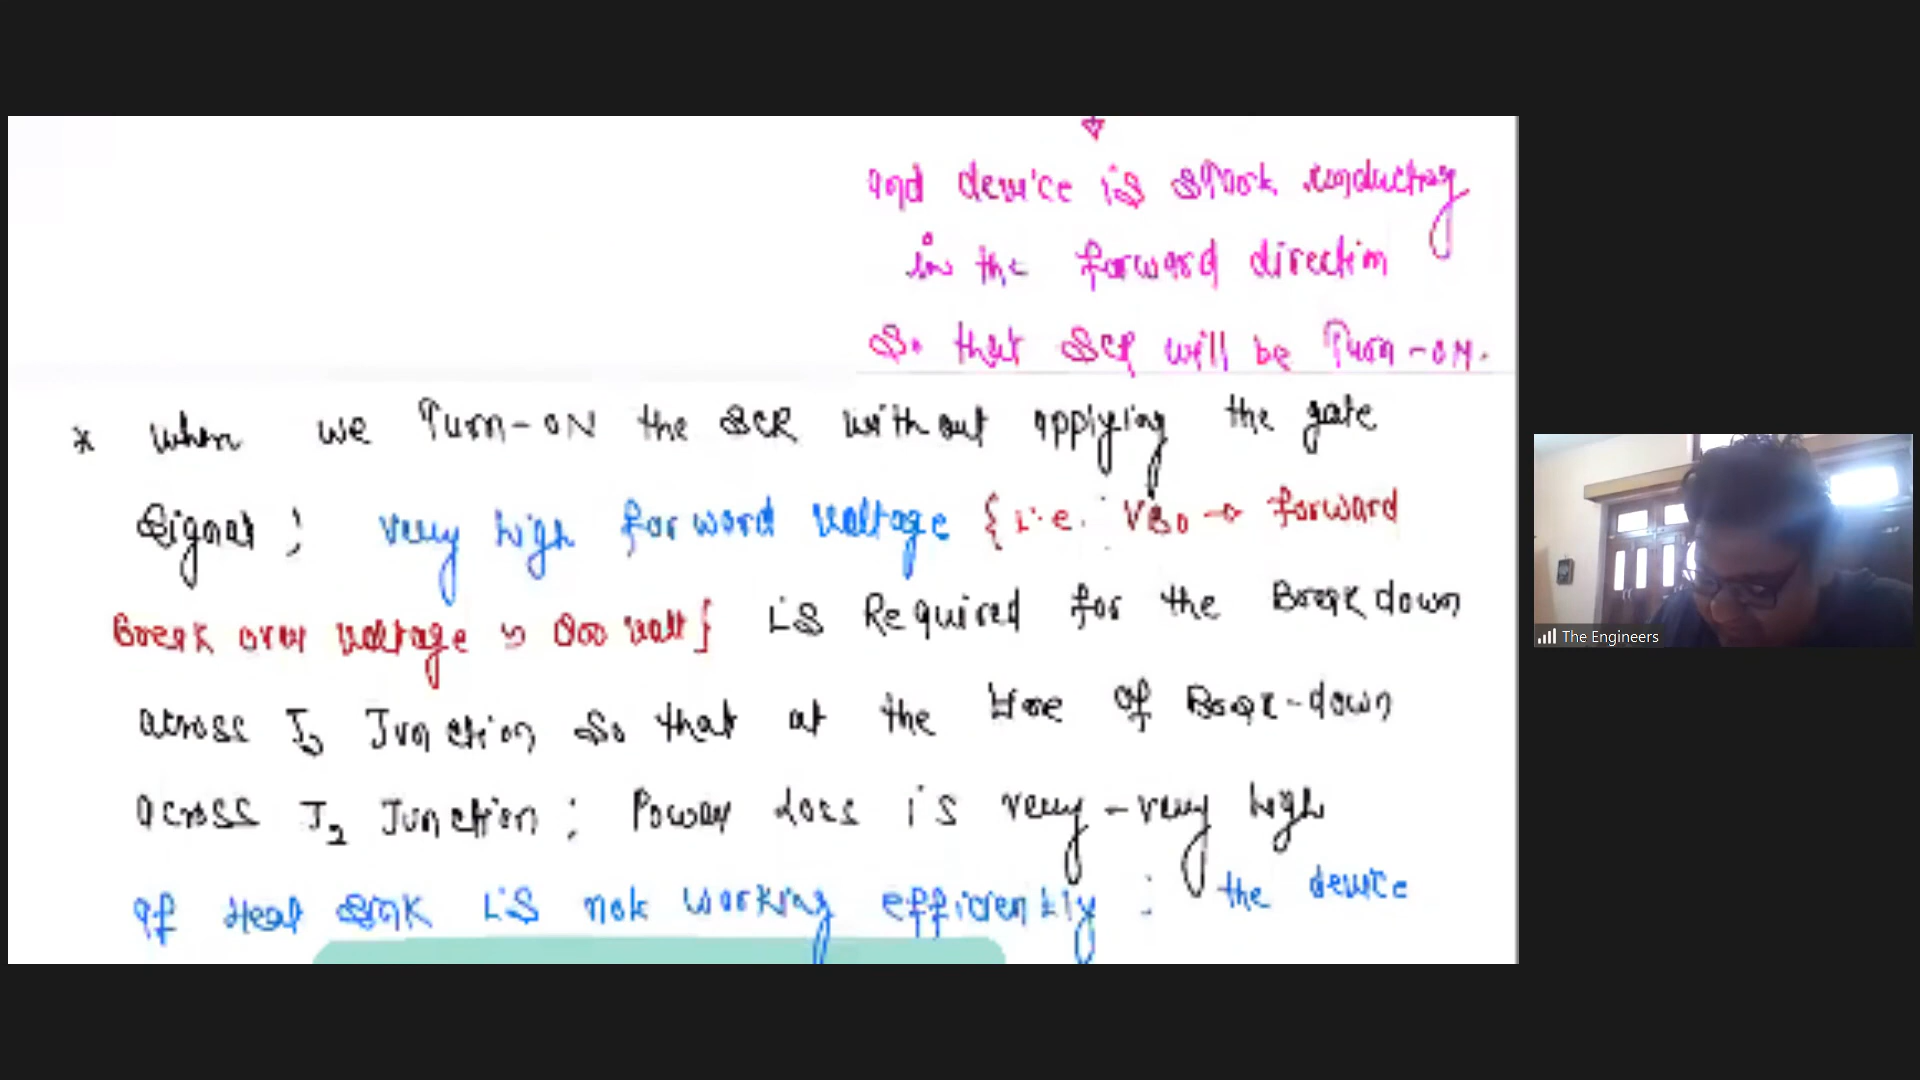 and device is start conducting
in the forward direction
So that SCR will be Turn-ON.
* when we Turn-ON the SCR without applying the gate
Signal ; very high forward voltage { i.e. VBO → forward
Break over voltage volt } is Required for the Break down
across J2 Junction so that at the time of Break-down
across J2 Junction ; Power loss is very-very high
if Heat sink is not working efficiently ; the device
The Engineers